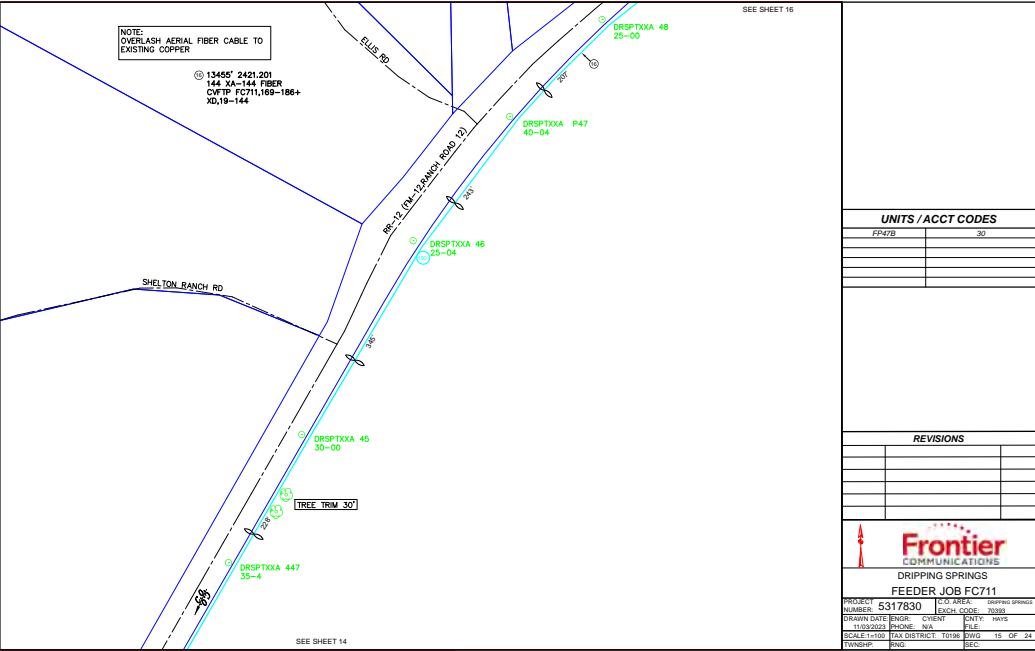 SEE SHEET 16
NOTE:
OVERLASH AERIAL FIBER CABLE TO
EXISTING COPPER
16 13455' 2421.201
144 XA-144 FIBER
CVFTP FC711,169-186+
XD,19-144
ELLIS RD
DRSPTXXA 48
25-00
16
207'
DRSPTXXA P47
40-04
RR-12 (FM-12,RANCH ROAD 12)
243'
DRSPTXXA 46
25-04
SHELTON RANCH RD
345'
DRSPTXXA 45
30-00
TREE TRIM 30'
228'
DRSPTXXA 447
35-4
SEE SHEET 14
UNITS / ACCT CODES
FP47B 30
REVISIONS
Frontier
COMMUNICATIONS
DRIPPING SPRINGS
FEEDER JOB FC711
PROJECT NUMBER: 5317830 C.O. AREA: DRIPPING SPRINGS
EXCH. CODE: 70393
DRAWN DATE: ENGR: CYIENT CNTY: HAYS
11/03/2023 PHONE: N/A FILE:
SCALE:1=100 TAX DISTRICT: T0196 DWG 15 OF 24
TWNSHP: RNG: SEC: